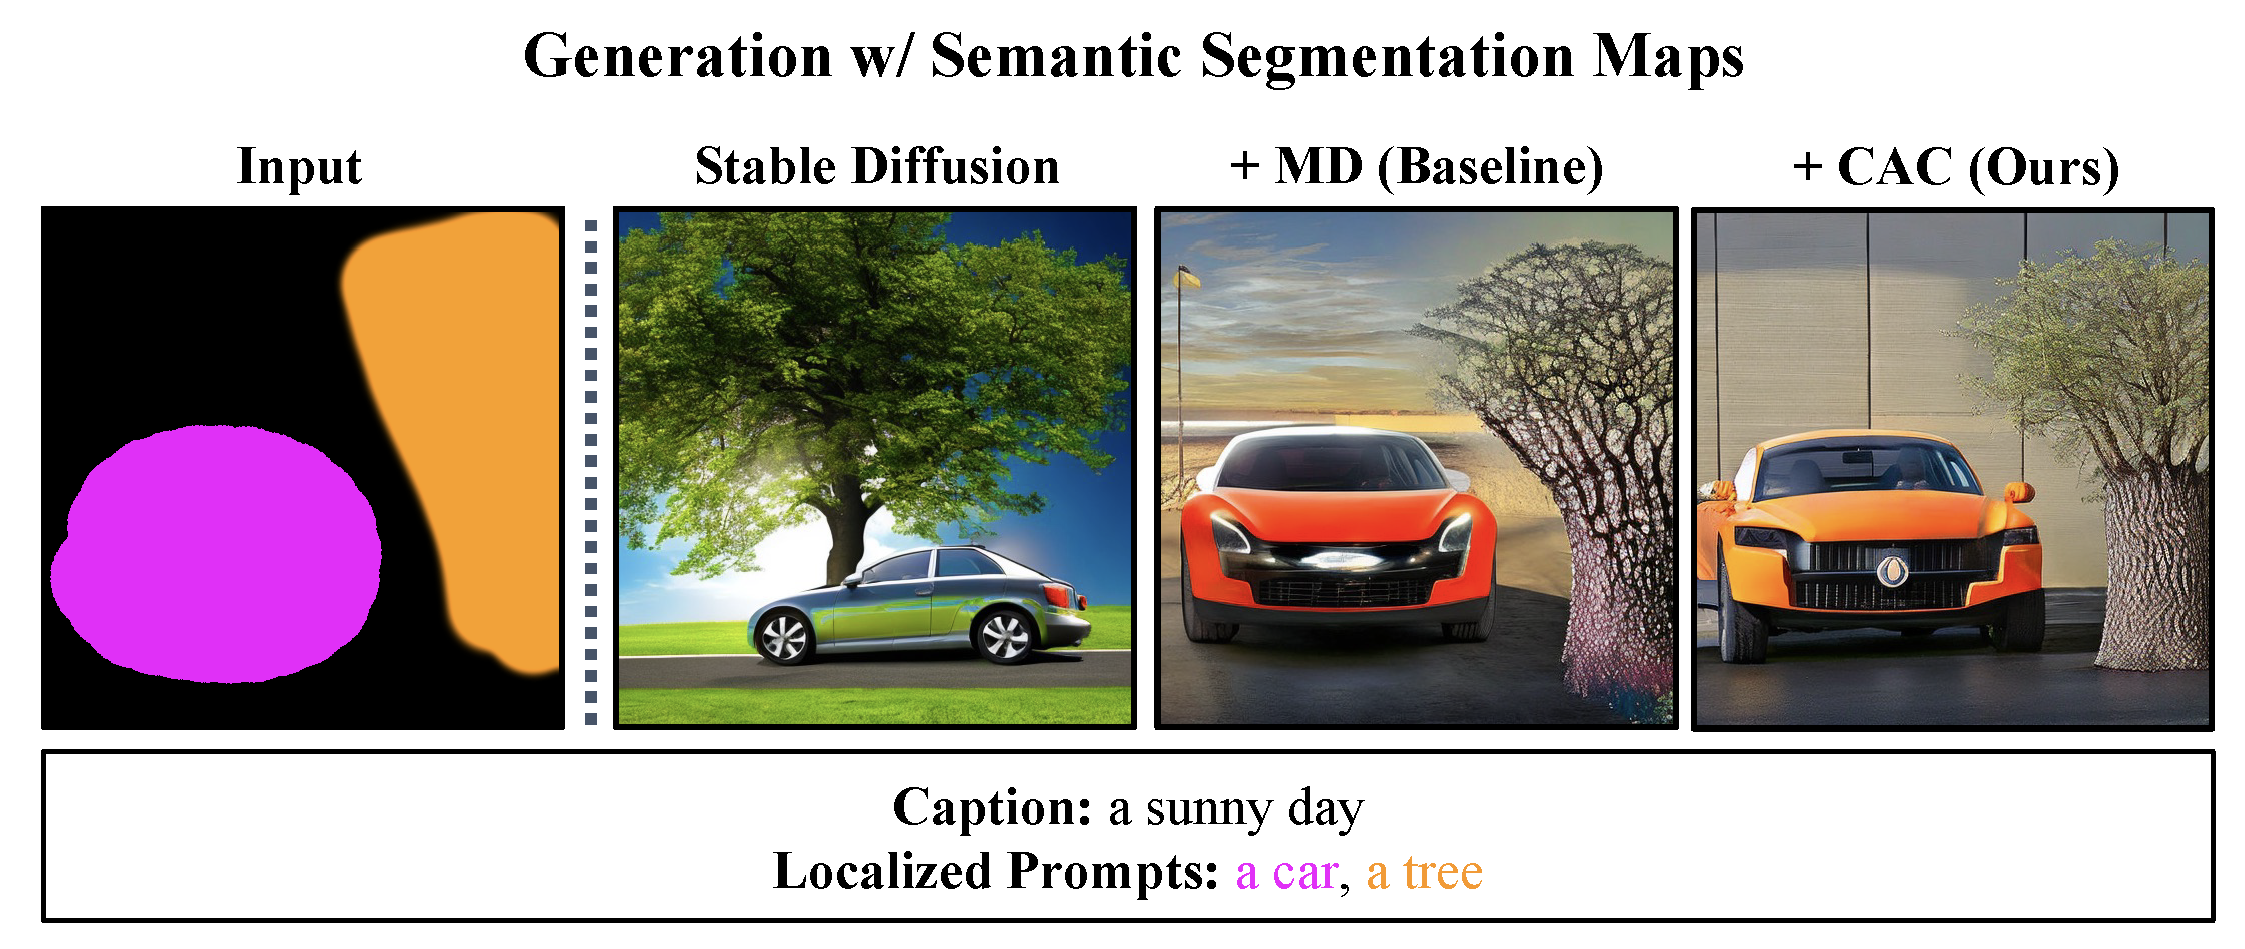 Generation w/ Semantic Segmentation Maps
Input
Stable Diffusion
+ MD (Baseline)
+ CAC (Ours)
Caption: a sunny day
Localized Prompts: a car, a tree